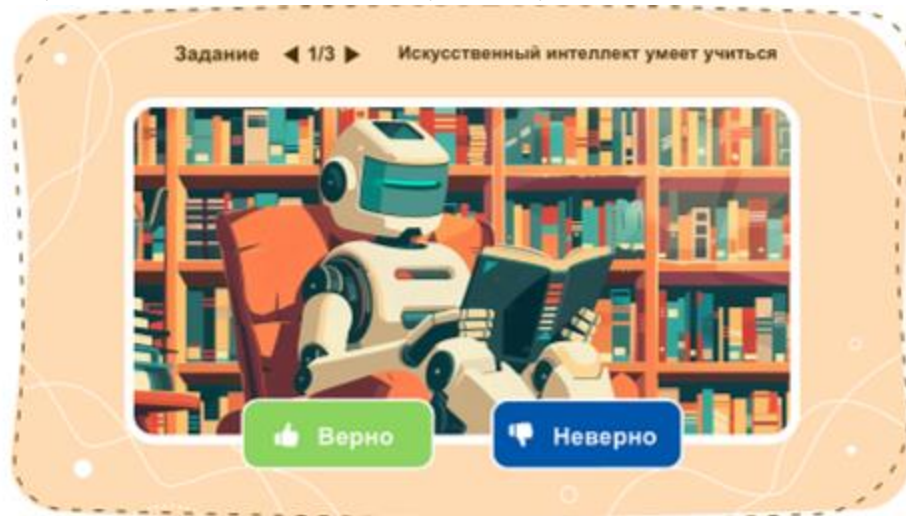 Задание ◀ 1/3 ▶ Искусственный интеллект умеет учиться
Верно
Неверно